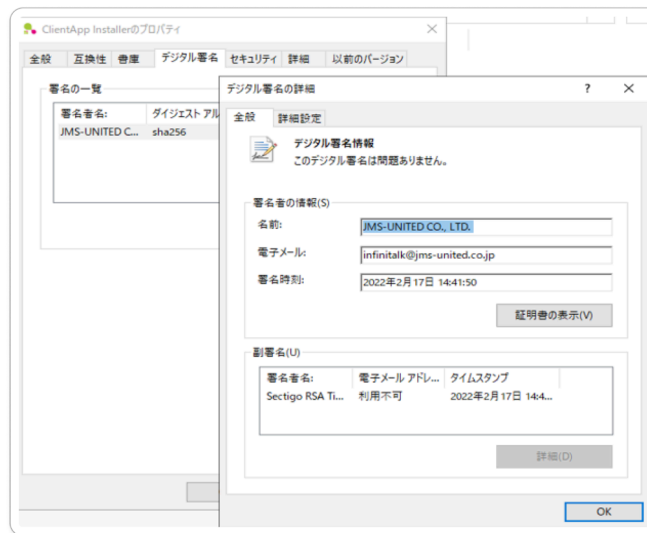 ClientApp Installerのプロパティ
全般 互換性 書庫 デジタル署名 セキュリティ 詳細 以前のバージョン
署名の一覧
署名者名: ダイジェスト アル
JMS-UNITED C... sha256
デジタル署名の詳細
全般 詳細設定
デジタル署名情報
このデジタル署名は問題ありません。
署名者の情報(S)
名前: JMS-UNITED CO., LTD.
電子メール: infinitalk@jms-united.co.jp
署名時刻: 2022年2月17日 14:41:50
証明書の表示(V)
副署名(U)
署名者名: 電子メール アドレ... タイムスタンプ
Sectigo RSA Ti... 利用不可 2022年2月17日 14:4...
詳細(D)
OK